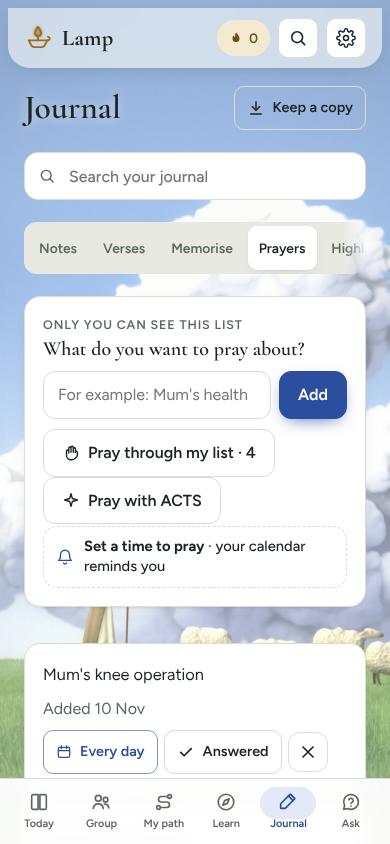 Lamp
0
Journal
Keep a copy
Search your journal
Notes
Verses
Memorise
Prayers
Highl
ONLY YOU CAN SEE THIS LIST
What do you want to pray about?
For example: Mum's health
Add
Pray through my list · 4
Pray with ACTS
Set a time to pray · your calendar
reminds you
Mum's knee operation
Added 10 Nov
Every day
Answered
Today
Group
My path
Learn
Journal
Ask